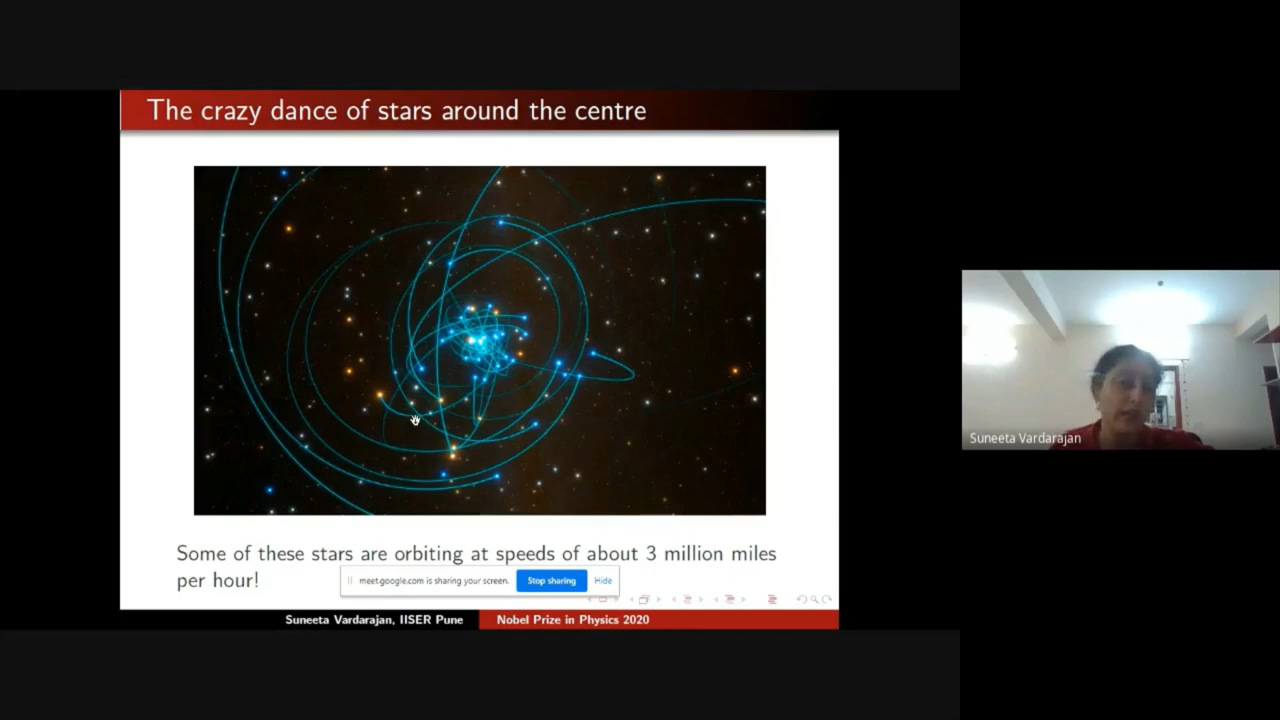 The crazy dance of stars around the centre
Some of these stars are orbiting at speeds of about 3 million miles
per hour!
meet.google.com is sharing your screen.
Stop sharing
Hide
Suneeta Vardarajan, IISER Pune
Nobel Prize in Physics 2020
Suneeta Vardarajan